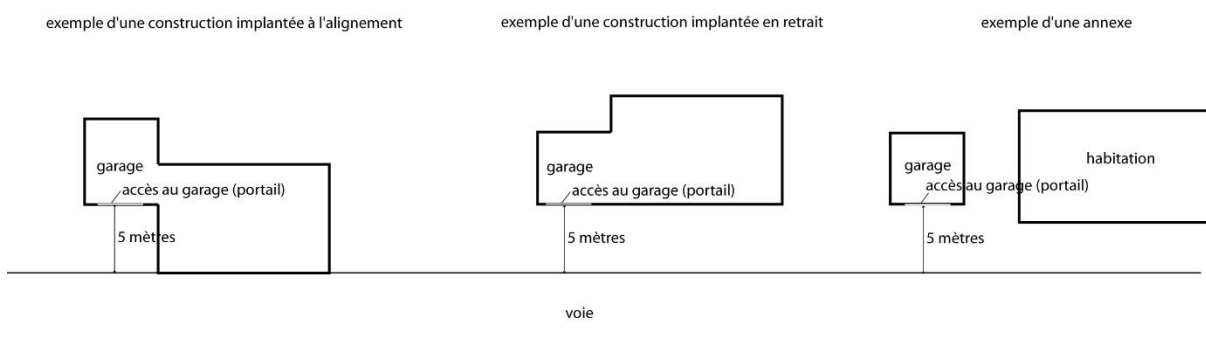 exemple d'une construction implantée à l'alignement
exemple d'une construction implantée en retrait
exemple d'une annexe
garage
accès au garage (portail)
5 mètres
garage
accès au garage (portail)
5 mètres
garage
accès au garage (portail)
habitation
5 mètres
voie